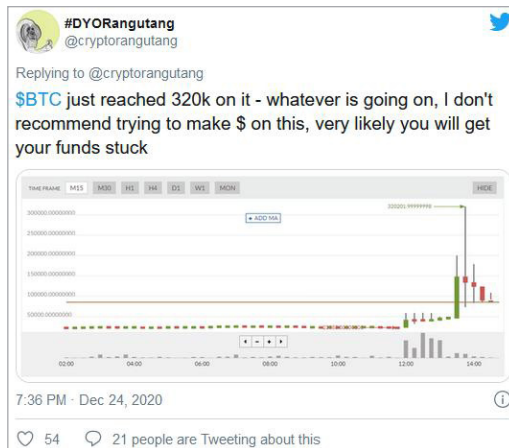 #DYORangutang
@cryptorangutang
Replying to @cryptorangutang
$BTC just reached 320k on it - whatever is going on, I don't
recommend trying to make $ on this, very likely you will get
your funds stuck
TIME FRAME M15 M30 H1 H4 D1 W1 MON HIDE
300000.00000000
+ ADD MA
250000.00000000
200000.00000000
150000.00000000
100000.00000000
50000.00000000
02:00 04:00 06:00 08:00 10:00 12:00 14:00
7:36 PM · Dec 24, 2020
54 21 people are Tweeting about this